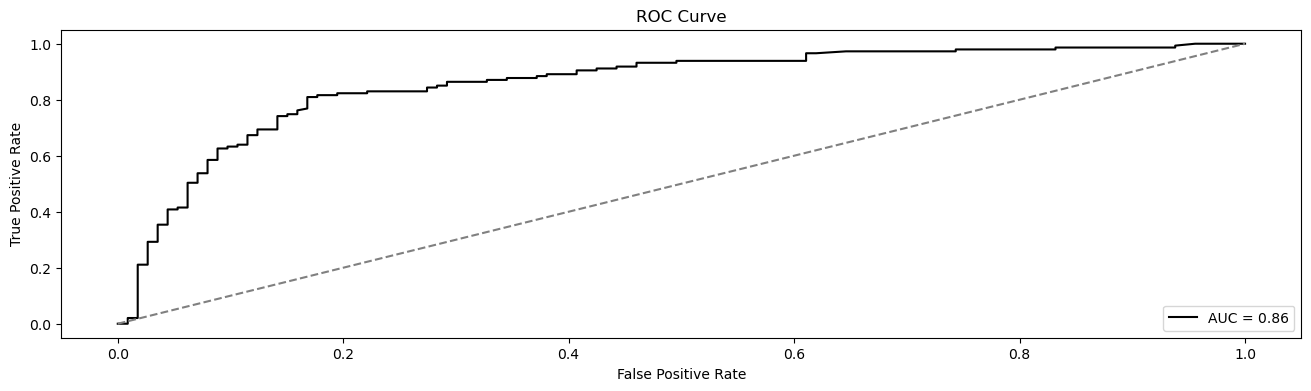 ROC Curve
1.0
0.8
0.6
0.4
0.2
0.0
True Positive Rate
AUC = 0.86
0.0 0.2 0.4 0.6 0.8 1.0
False Positive Rate